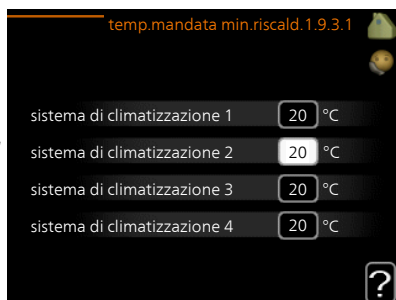 temp.mandata min.riscald.1.9.3.1
sistema di climatizzazione 1 20 °C
sistema di climatizzazione 2 20 °C
sistema di climatizzazione 3 20 °C
sistema di climatizzazione 4 20 °C
?